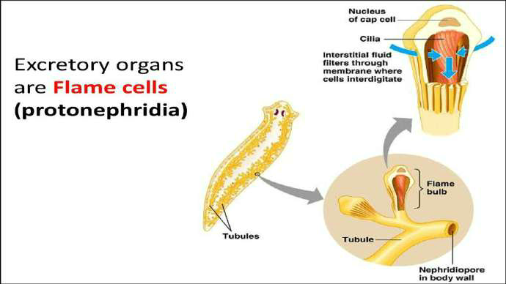 Excretory organs
are Flame cells
(protonephridia)
Nucleus
of cap cell
Cilia
Interstitial fluid
filters through
membrane where
cells interdigitate
Tubules
Flame
bulb
Tubule
Nephridiopore
in body wall